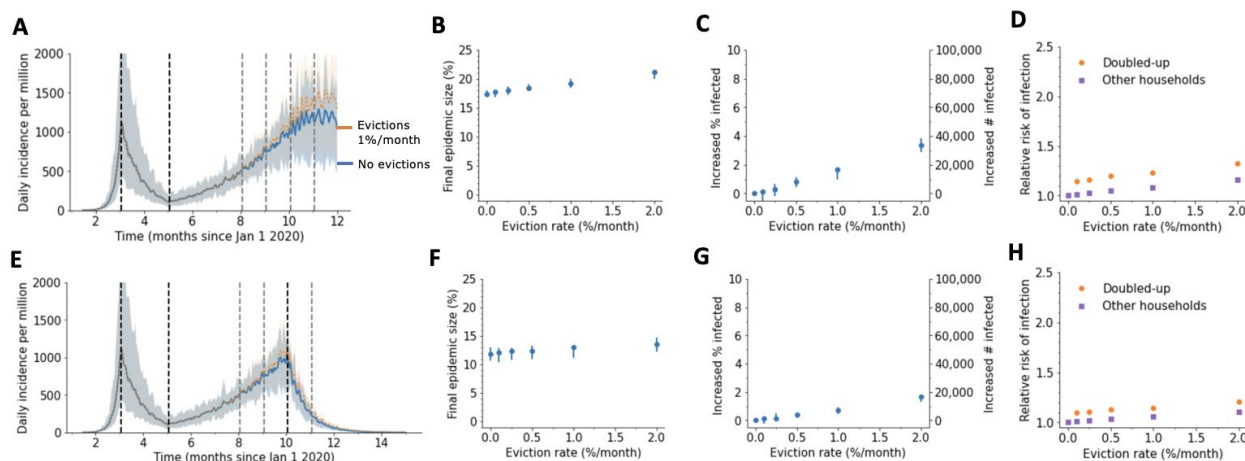 A
Daily incidence per million
2000
1500
1000
500
0
2 4 6 8 10 12
Time (months since Jan 1 2020)
Evictions
1%/month
No evictions
B
Final epidemic size (%)
25
20
15
10
5
0
0.0 0.5 1.0 1.5 2.0
Eviction rate (%/month)
C
Increased % infected
10
8
6
4
2
0
100,000
80,000
60,000
40,000
20,000
0
Increased # infected
0.0 0.5 1.0 1.5 2.0
Eviction rate (%/month)
D
Relative risk of infection
2.5
2.0
1.5
1.0
Doubled-up
Other households
0.0 0.5 1.0 1.5 2.0
Eviction rate (%/month)
E
Daily incidence per million
2000
1500
1000
500
0
2 4 6 8 10 12 14
Time (months since Jan 1 2020)
F
Final epidemic size (%)
25
20
15
10
5
0
0.0 0.5 1.0 1.5 2.0
Eviction rate (%/month)
G
Increased % infected
10
8
6
4
2
0
100,000
80,000
60,000
40,000
20,000
0
Increased # infected
0.0 0.5 1.0 1.5 2.0
Eviction rate (%/month)
H
Relative risk of infection
2.5
2.0
1.5
1.0
Doubled-up
Other households
0.0 0.5 1.0 1.5 2.0
Eviction rate (%/month)